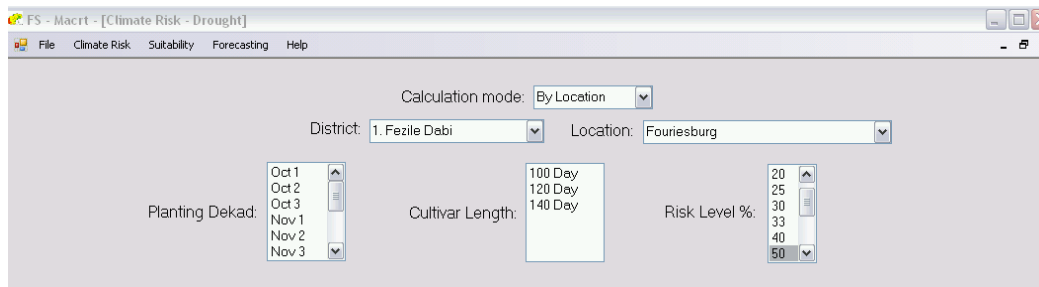 FS - Macrt - [Climate Risk - Drought]
File Climate Risk Suitability Forecasting Help
Calculation mode: By Location
District: 1. Fezile Dabi Location: Fouriesburg
Planting Dekad:
Oct 1
Oct 2
Oct 3
Nov 1
Nov 2
Nov 3
Cultivar Length:
100 Day
120 Day
140 Day
Risk Level %:
20
25
30
33
40
50